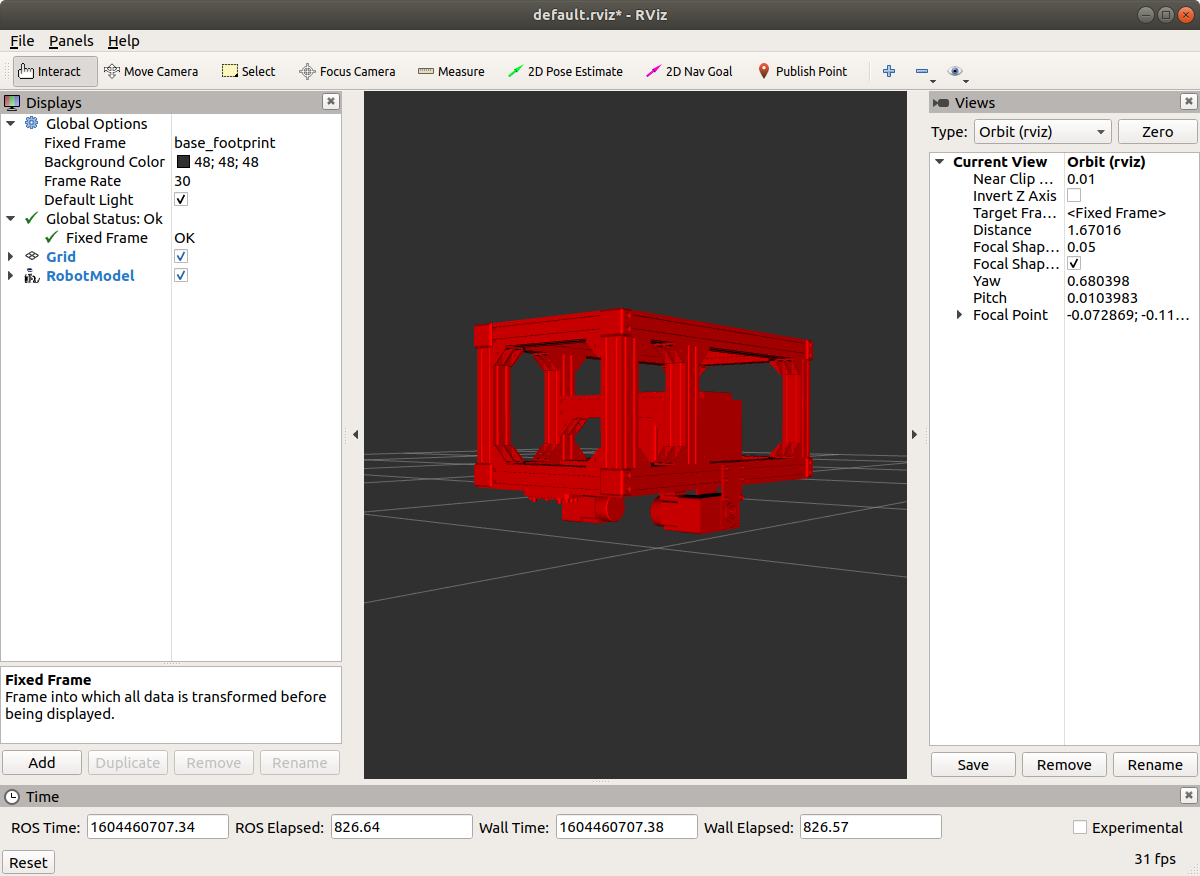 default.rviz* - RViz
File Panels Help
Interact Move Camera Select Focus Camera Measure 2D Pose Estimate 2D Nav Goal Publish Point
Displays
Global Options
Fixed Frame base_footprint
Background Color 48; 48; 48
Frame Rate 30
Default Light
Global Status: Ok
Fixed Frame OK
Grid
RobotModel
Fixed Frame
Frame into which all data is transformed before
being displayed.
Add Duplicate Remove Rename
Views
Type: Orbit (rviz) Zero
Current View Orbit (rviz)
Near Clip ... 0.01
Invert Z Axis
Target Fra... <Fixed Frame>
Distance 1.67016
Focal Shap... 0.05
Focal Shap...
Yaw 0.680398
Pitch 0.0103983
Focal Point -0.072869; -0.11...
Save Remove Rename
Time
ROS Time: 1604460707.34 ROS Elapsed: 826.64 Wall Time: 1604460707.38 Wall Elapsed: 826.57 Experimental
Reset 31 fps